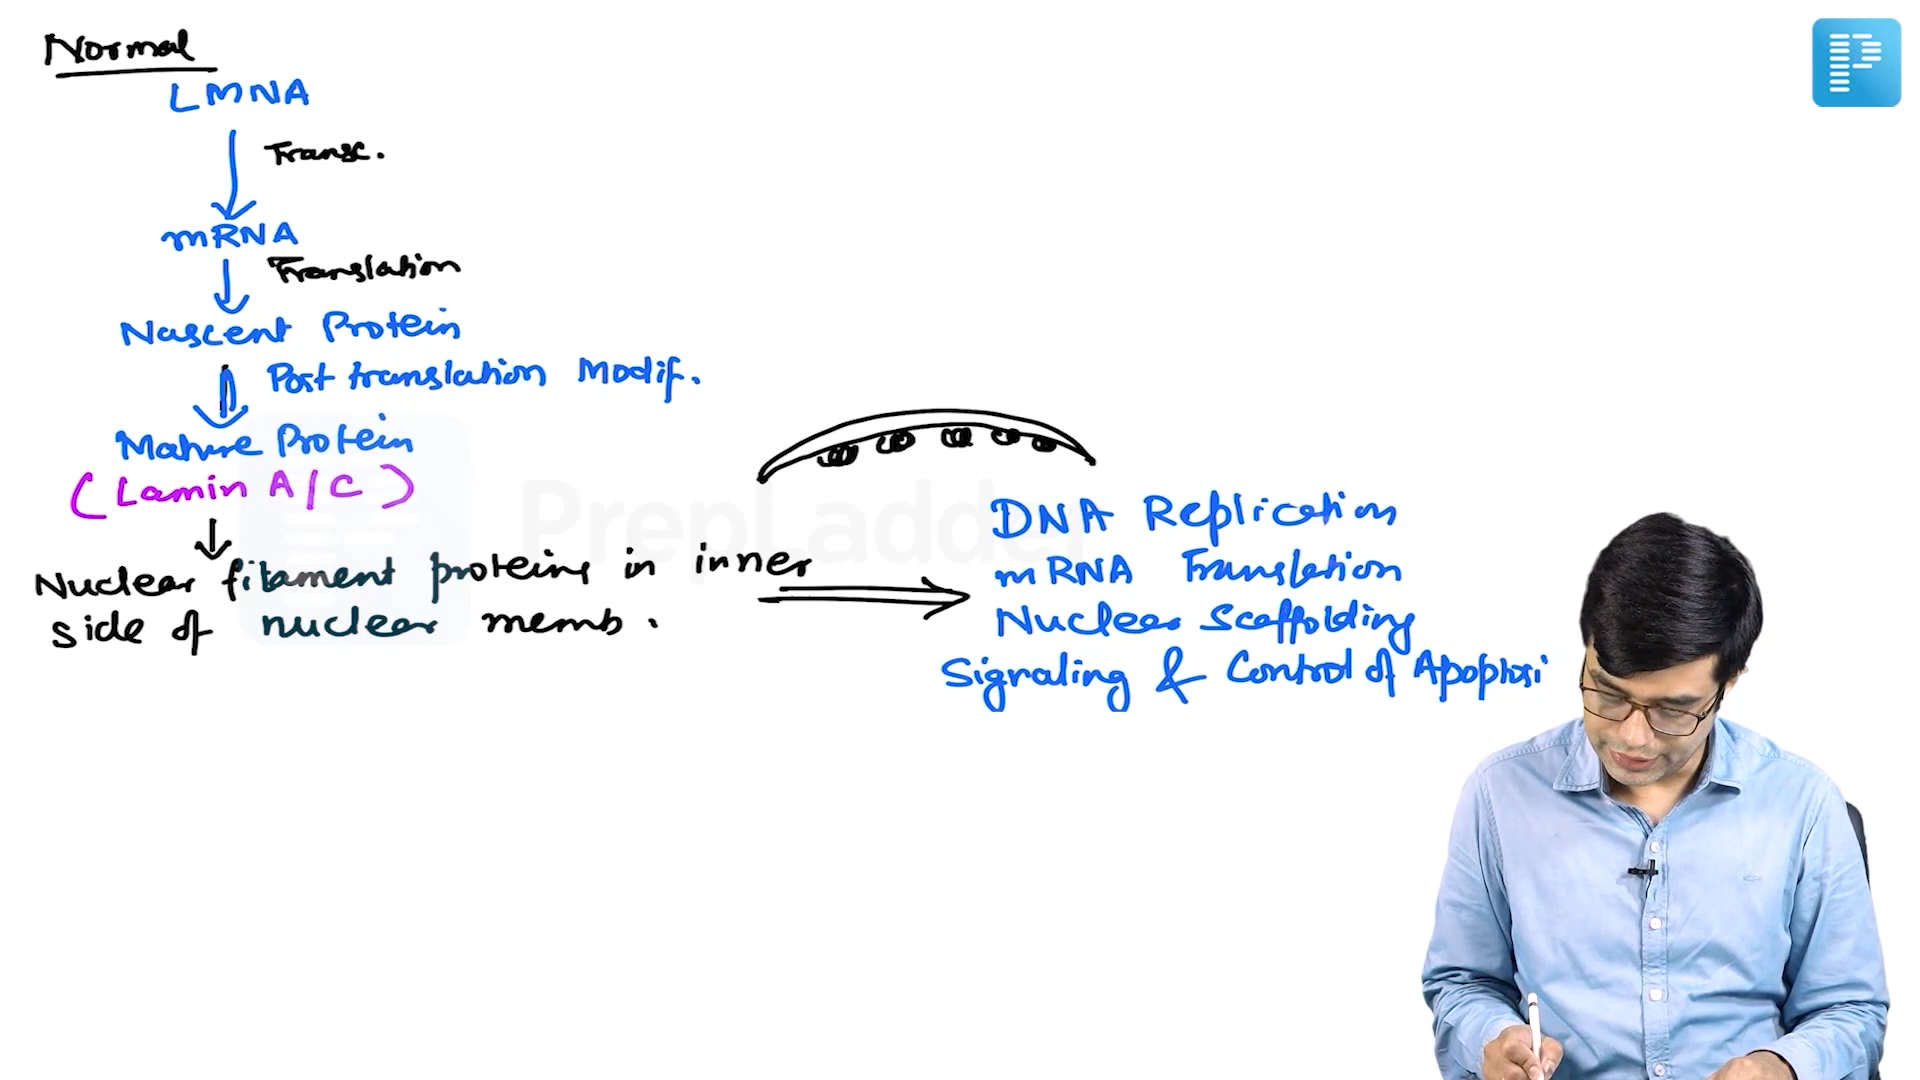 Normal
LMNA
Transc.
mRNA
Translation
Nascent Protein
Post translation Modif.
Mature Protein
(Lamin A/C)
Nuclear filament proteins in inner
side of nuclear memb.
DNA Replication
mRNA Translation
Nuclear Scaffolding
Signaling & Control of Apoptosi
PrepLadder